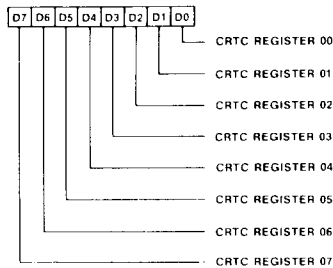 D7 D6 D5 D4 D3 D2 D1 D0
CRTC REGISTER 00
CRTC REGISTER 01
CRTC REGISTER 02
CRTC REGISTER 03
CRTC REGISTER 04
CRTC REGISTER 05
CRTC REGISTER 06
CRTC REGISTER 07